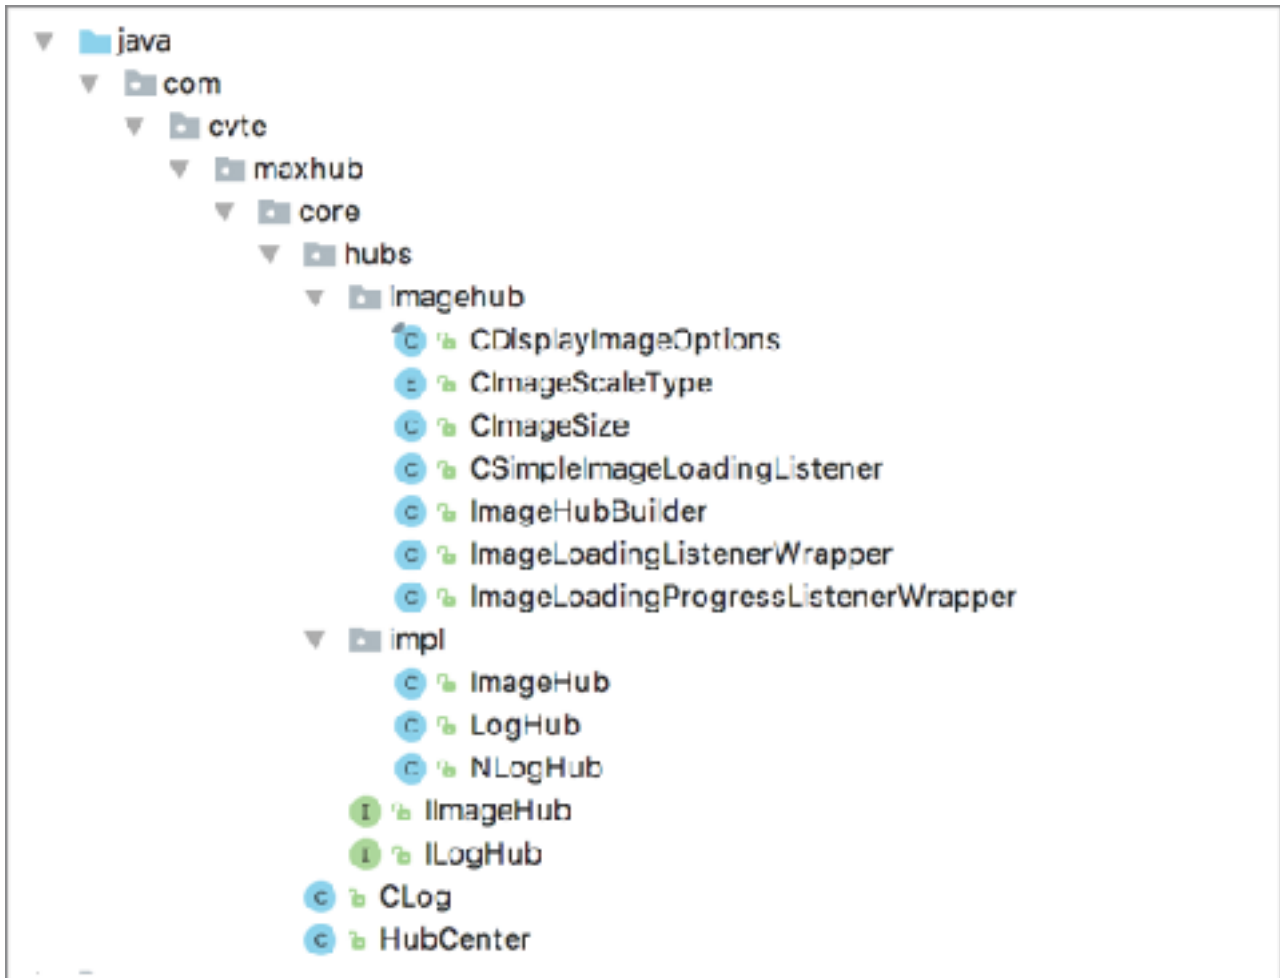 java
com
cvte
maxhub
core
hubs
imagehub
C CDisplayImageOptions
E CImageScaleType
C CImageSize
C CSimpleImageLoadingListener
C ImageHubBuilder
C ImageLoadingListenerWrapper
C ImageLoadingProgressListenerWrapper
impl
C ImageHub
C LogHub
C NLogHub
I IImageHub
I ILogHub
C CLog
C HubCenter